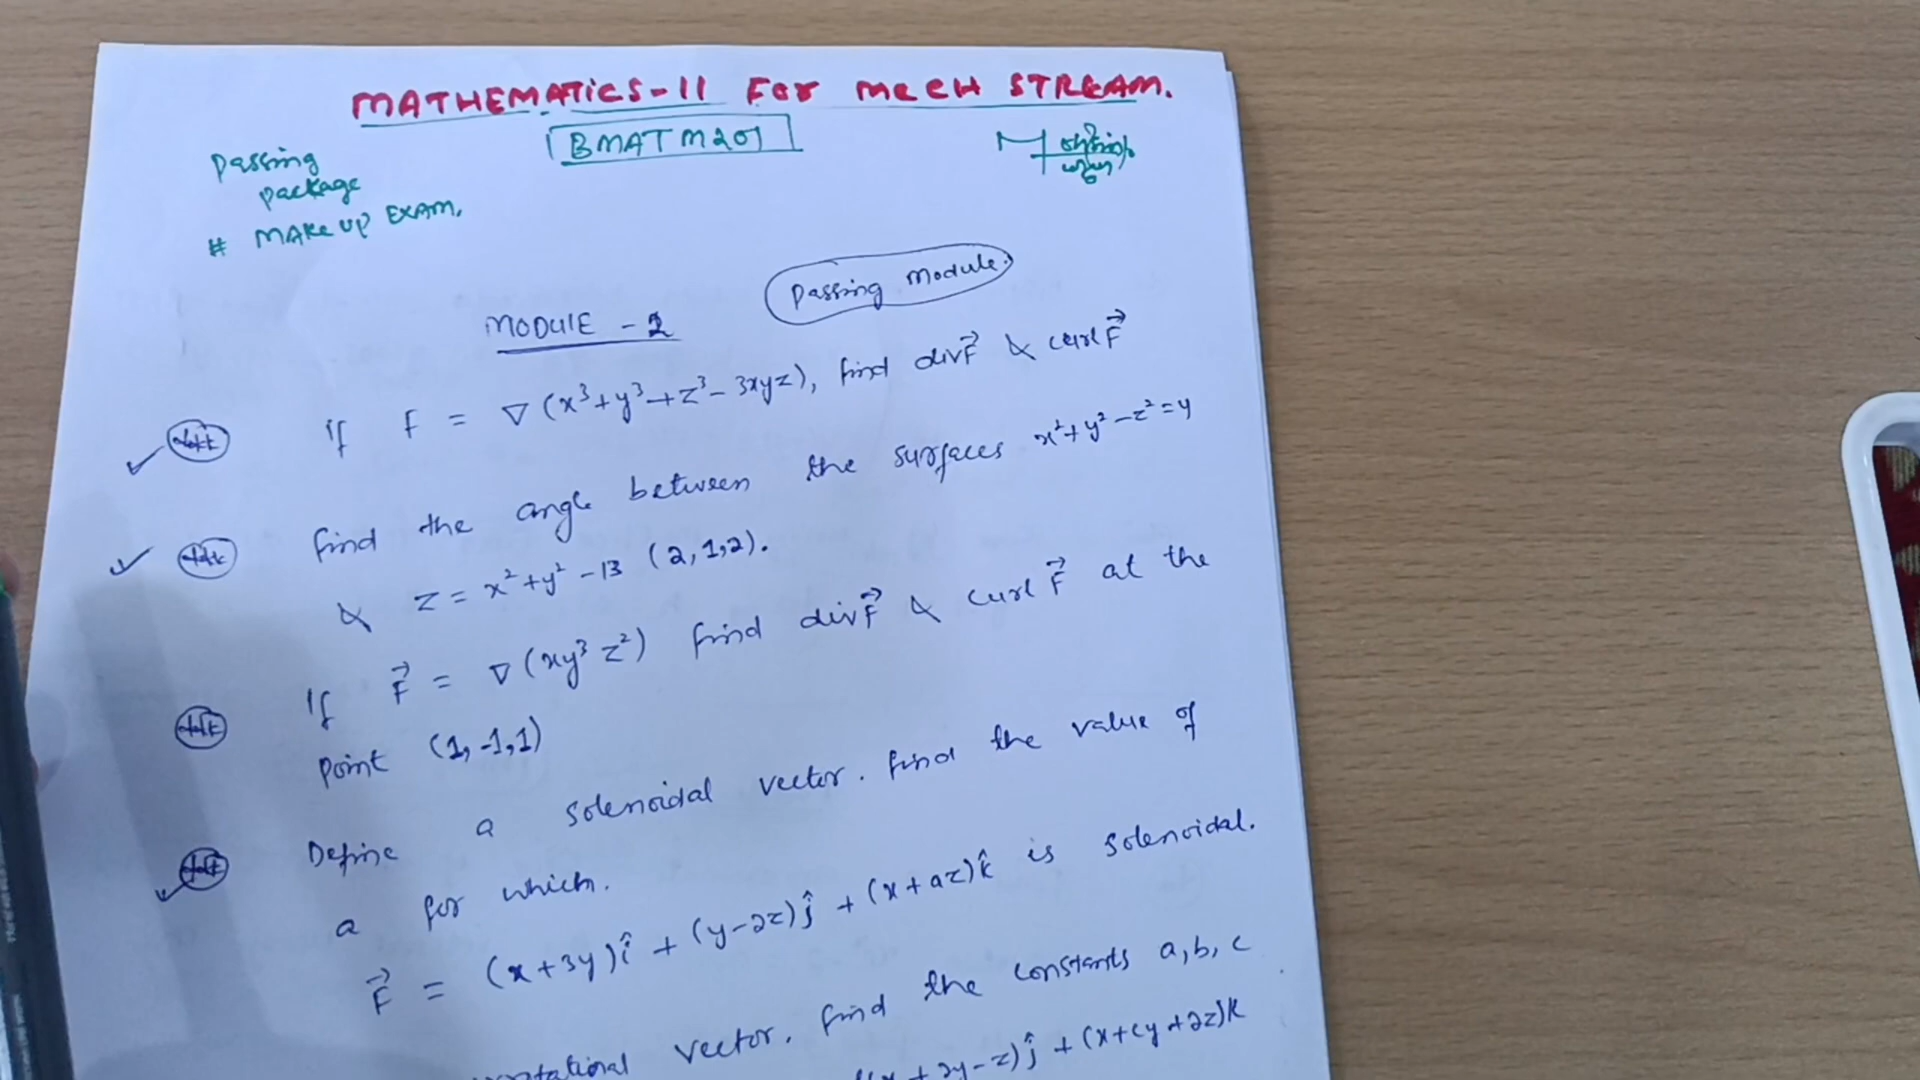 MATHEMATICS-II FOR MECH STREAM.
BMATM201
Passing
package
# MAKE UP EXAM.
Passing Module.
MODULE - 2
If F = ∇ (x³+y³+z³- 3xyz), find div F⃗ & curl F⃗
find the angle between the surfaces x²+y²-z²=4
& z = x²+y²-13 (2,1,2).
If F⃗ = ∇ (xy³z²) find div F⃗ & curl F⃗ at the
point (1,-1,1)
Define a solenoidal vector. find the value of
a for which.
F⃗ = (x+3y)î + (y-2z)ĵ + (x+az)k̂ is solenoidal.
vector. find the constants a, b, c
+ 2y-z)ĵ + (x+cy+2z)k